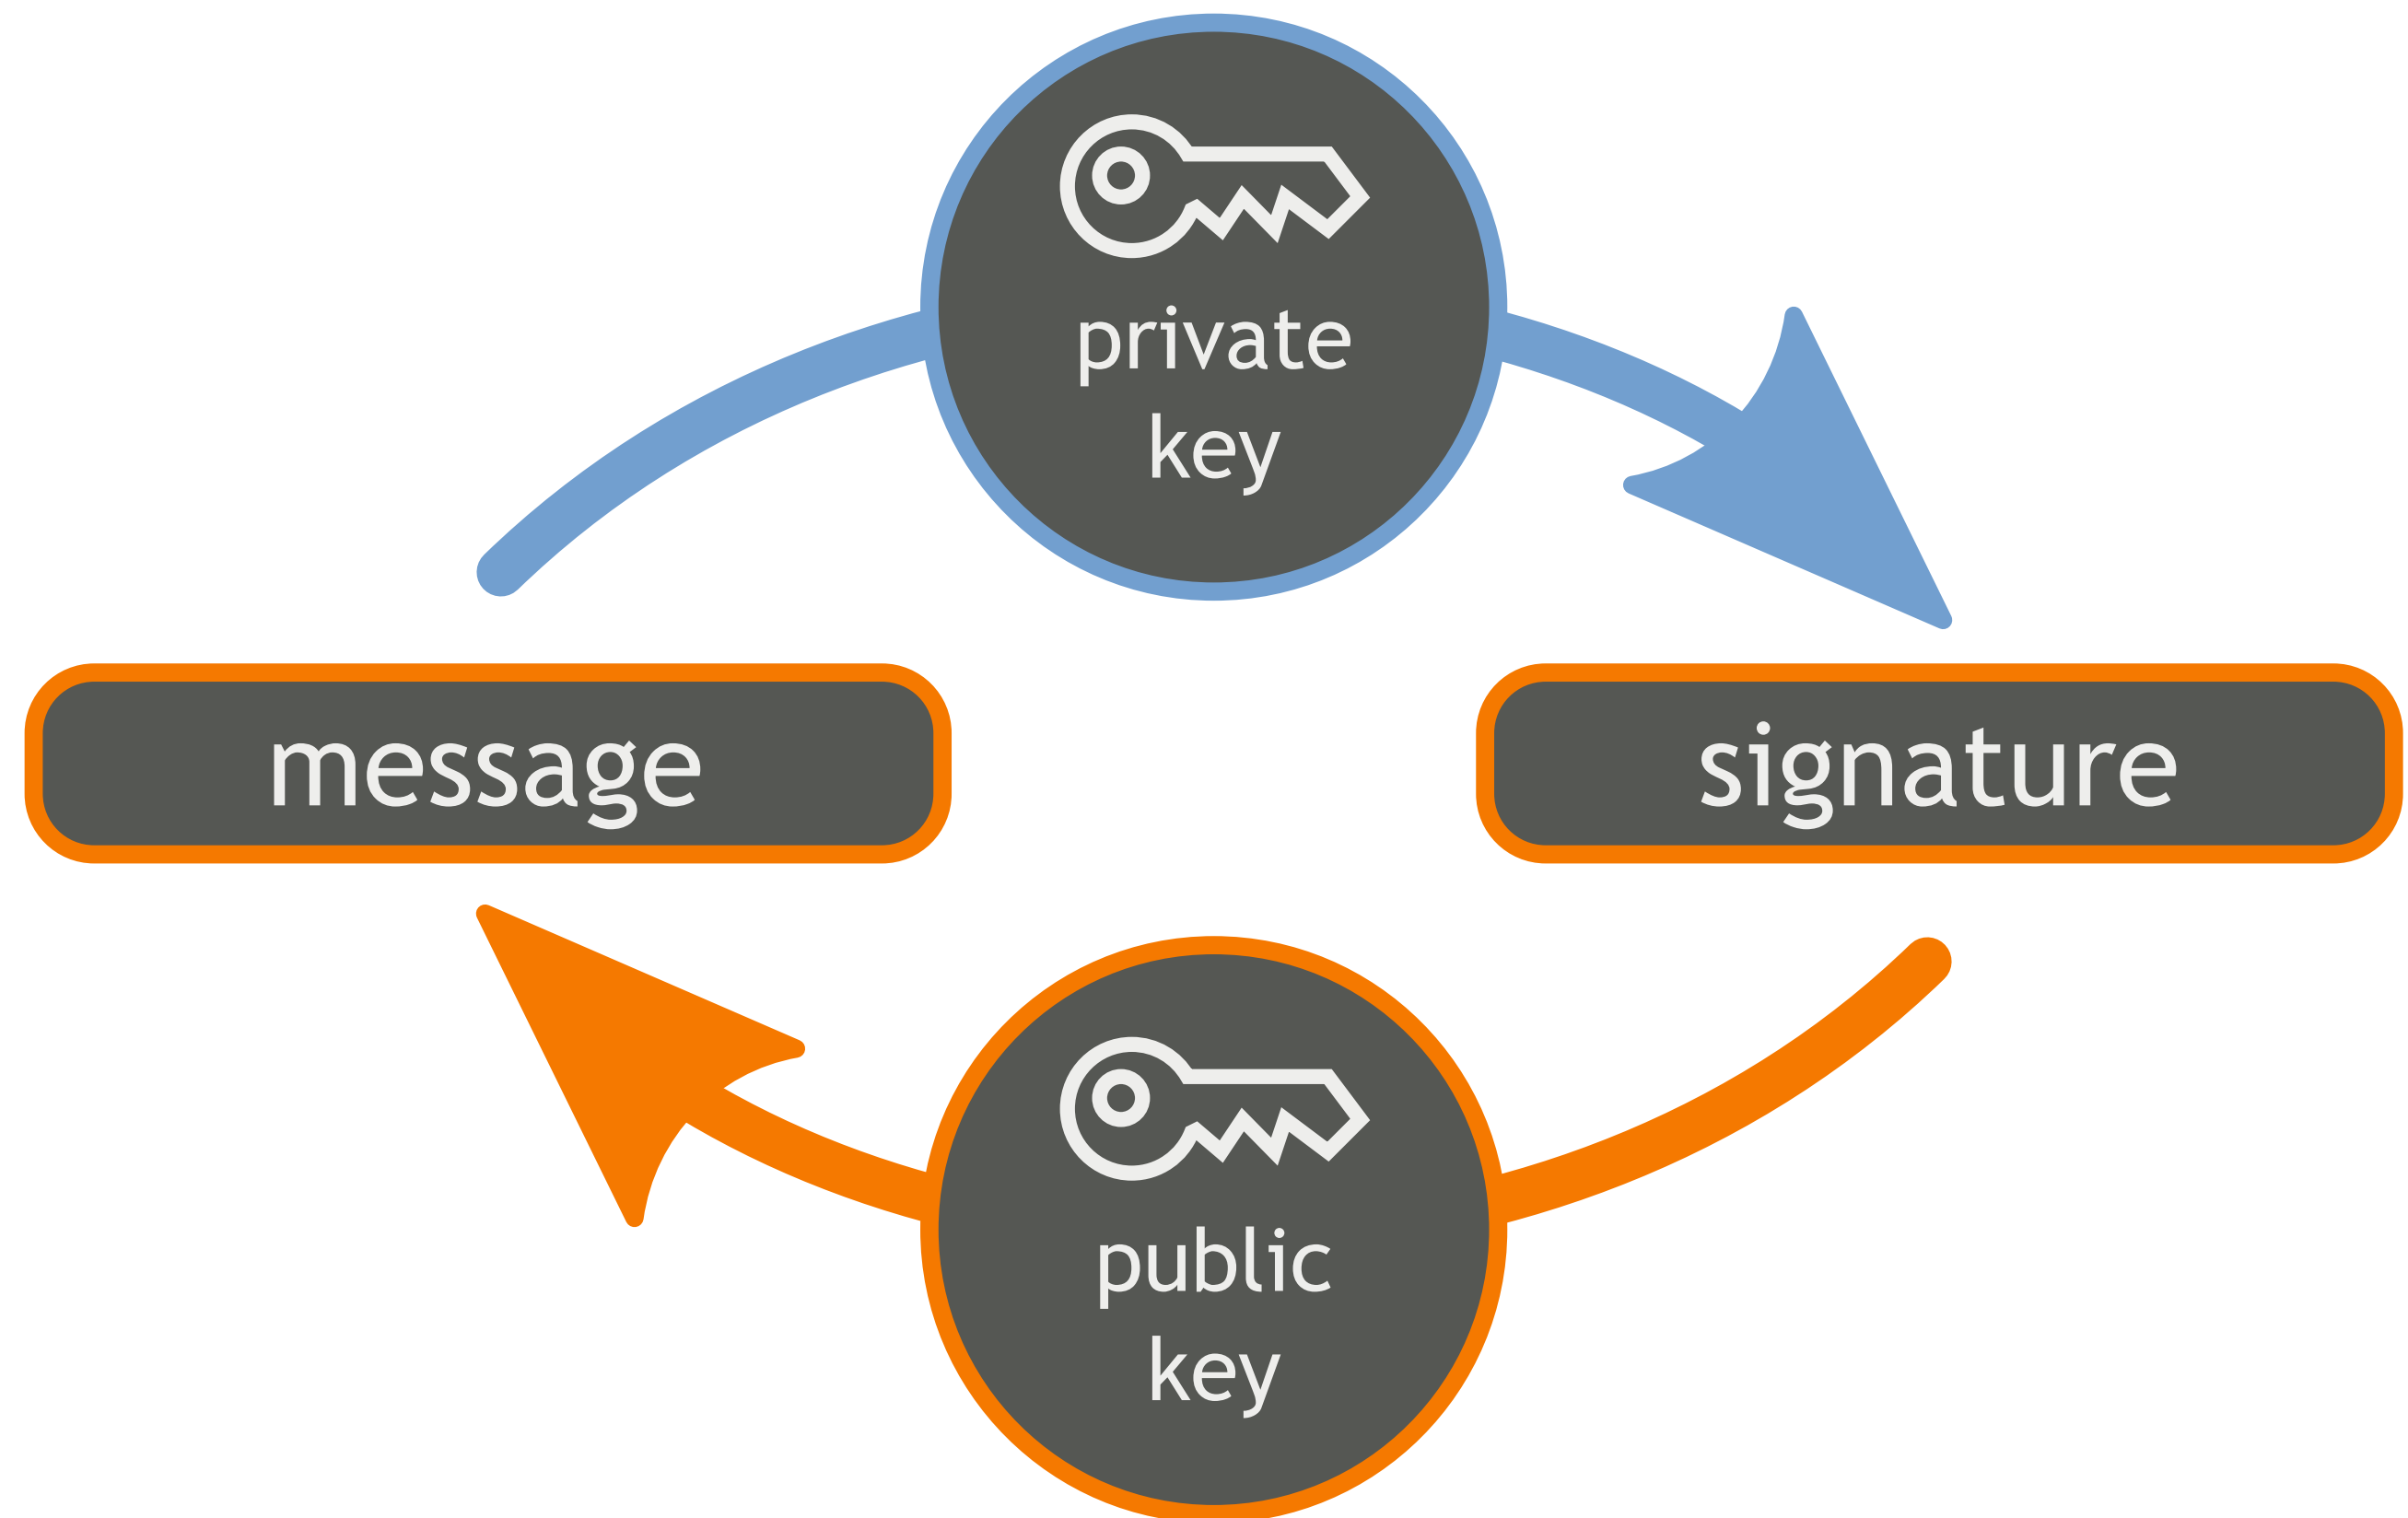 private
key
message
signature
public
key